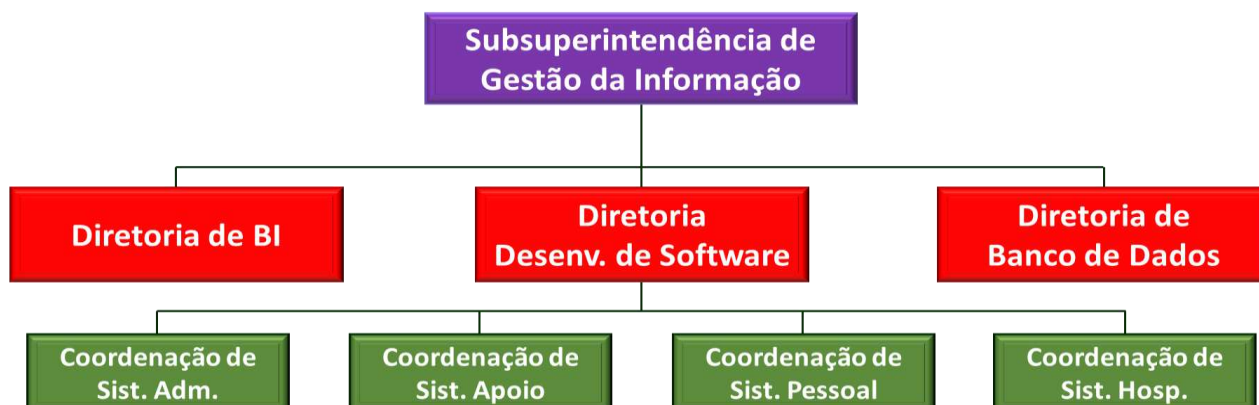 Subsuperintendência de
Gestão da Informação
Diretoria de BI
Diretoria
Desenv. de Software
Diretoria de
Banco de Dados
Coordenação de
Sist. Adm.
Coordenação de
Sist. Apoio
Coordenação de
Sist. Pessoal
Coordenação de
Sist. Hosp.